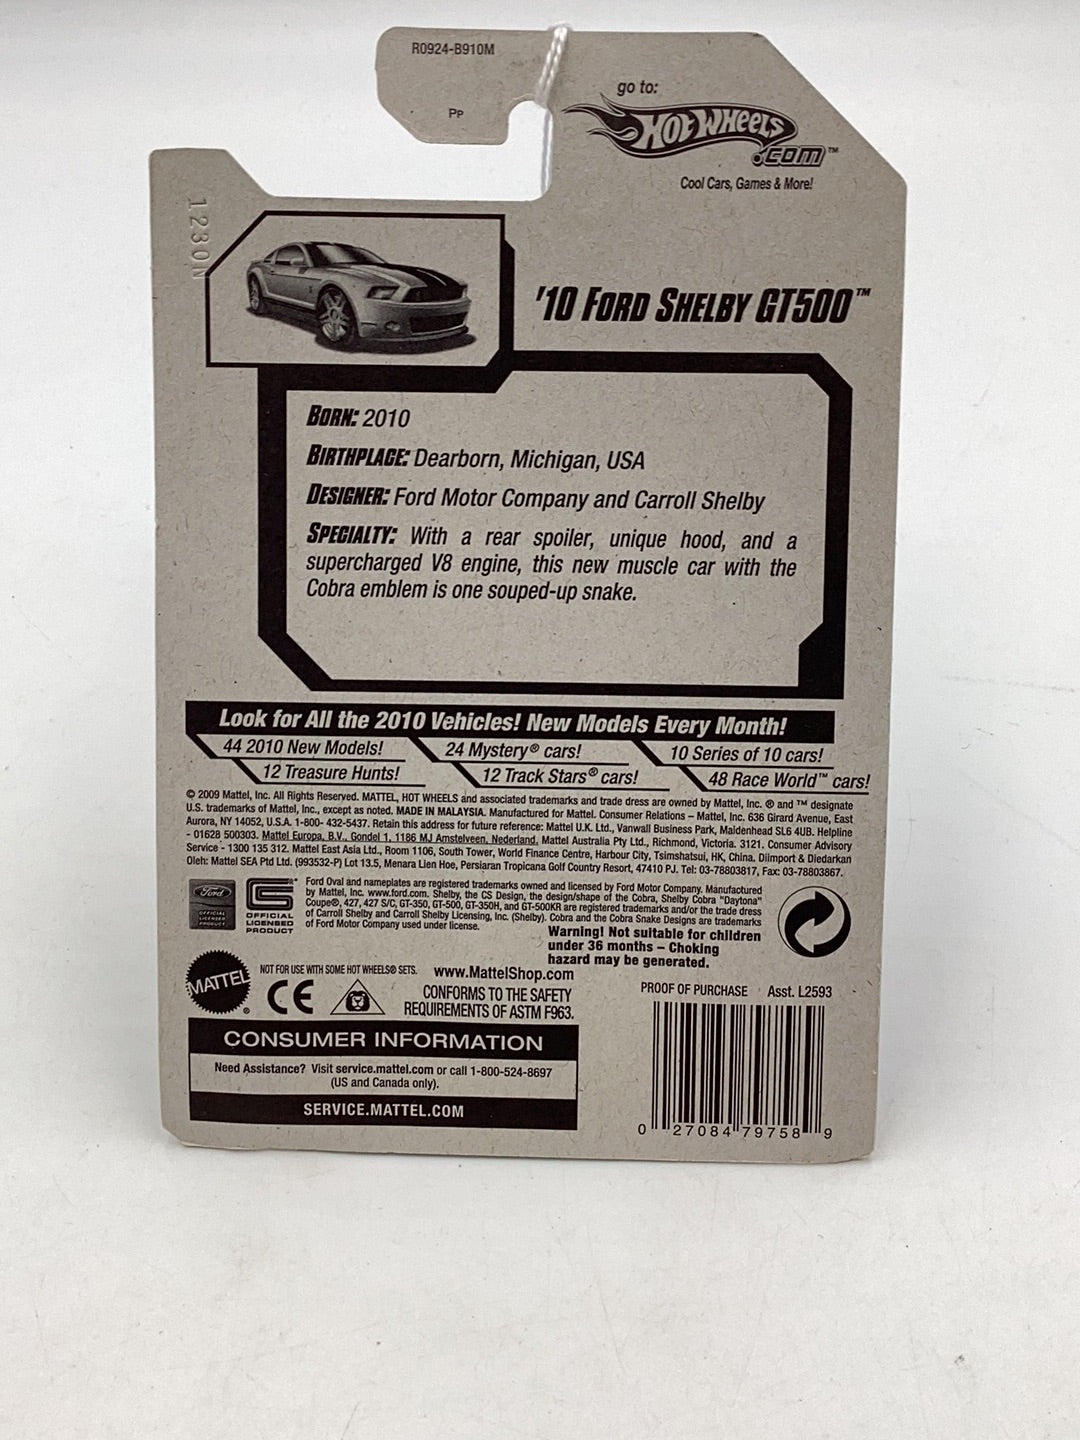 R0924-B910M
PP
go to:
HOT WHEELS
.COM™
Cool Cars, Games & More!
1230N
'10 FORD SHELBY GT500™
BORN: 2010
BIRTHPLACE: Dearborn, Michigan, USA
DESIGNER: Ford Motor Company and Carroll Shelby
SPECIALTY: With a rear spoiler, unique hood, and a
supercharged V8 engine, this new muscle car with the
Cobra emblem is one souped-up snake.
Look for All the 2010 Vehicles! New Models Every Month!
44 2010 New Models!
24 Mystery® cars!
10 Series of 10 cars!
12 Treasure Hunts!
12 Track Stars® cars!
48 Race World™ cars!
© 2009 Mattel, Inc. All Rights Reserved. MATTEL, HOT WHEELS and associated trademarks and trade dress are owned by Mattel, Inc. ® and ™ designate
U.S. trademarks of Mattel, Inc., except as noted. MADE IN MALAYSIA. Manufactured for Mattel. Consumer Relations – Mattel, Inc. 636 Girard Avenue, East
Aurora, NY 14052, U.S.A. 1-800- 432-5437. Retain this address for future reference: Mattel U.K. Ltd., Vanwall Business Park, Maidenhead SL6 4UB. Helpline
- 01628 500303. Mattel Europa, B.V., Gondel 1, 1186 MJ Amstelveen, Nederland. Mattel Australia Pty Ltd., Richmond, Victoria. 3121. Consumer Advisory
Service - 1300 135 312. Mattel East Asia Ltd., Room 1106, South Tower, World Finance Centre, Harbour City, Tsimshatsui, HK, China. Diimport & Diedarkan
Oleh: Mattel SEA Ptd Ltd. (993532-P) Lot 13.5, Menara Lien Hoe, Persiaran Tropicana Golf Country Resort, 47410 PJ. Tel: 03-78803817, Fax: 03-78803867.
Ford
OFFICIAL
LICENSED
PRODUCT
OFFICIAL
LICENSED
PRODUCT
Ford Oval and nameplates are registered trademarks owned and licensed by Ford Motor Company. Manufactured
by Mattel, Inc. www.ford.com. Shelby, the CS Design, the design/shape of the Cobra, Shelby Cobra "Daytona"
Coupe®, 427, 427 S/C, GT-350, GT-500, GT-350H, and GT-500KR are registered trademarks and/or the trade dress
of Carroll Shelby and Carroll Shelby Licensing, Inc. (Shelby). Cobra and the Cobra Snake Designs are trademarks
of Ford Motor Company used under license.
Warning! Not suitable for children
under 36 months – Choking
hazard may be generated.
MATTEL®
NOT FOR USE WITH SOME HOT WHEELS® SETS.
www.MattelShop.com
CE
CONFORMS TO THE SAFETY
REQUIREMENTS OF ASTM F963.
PROOF OF PURCHASE
Asst. L2593
CONSUMER INFORMATION
Need Assistance? Visit service.mattel.com or call 1-800-524-8697
(US and Canada only).
SERVICE.MATTEL.COM
0 27084 79758 9